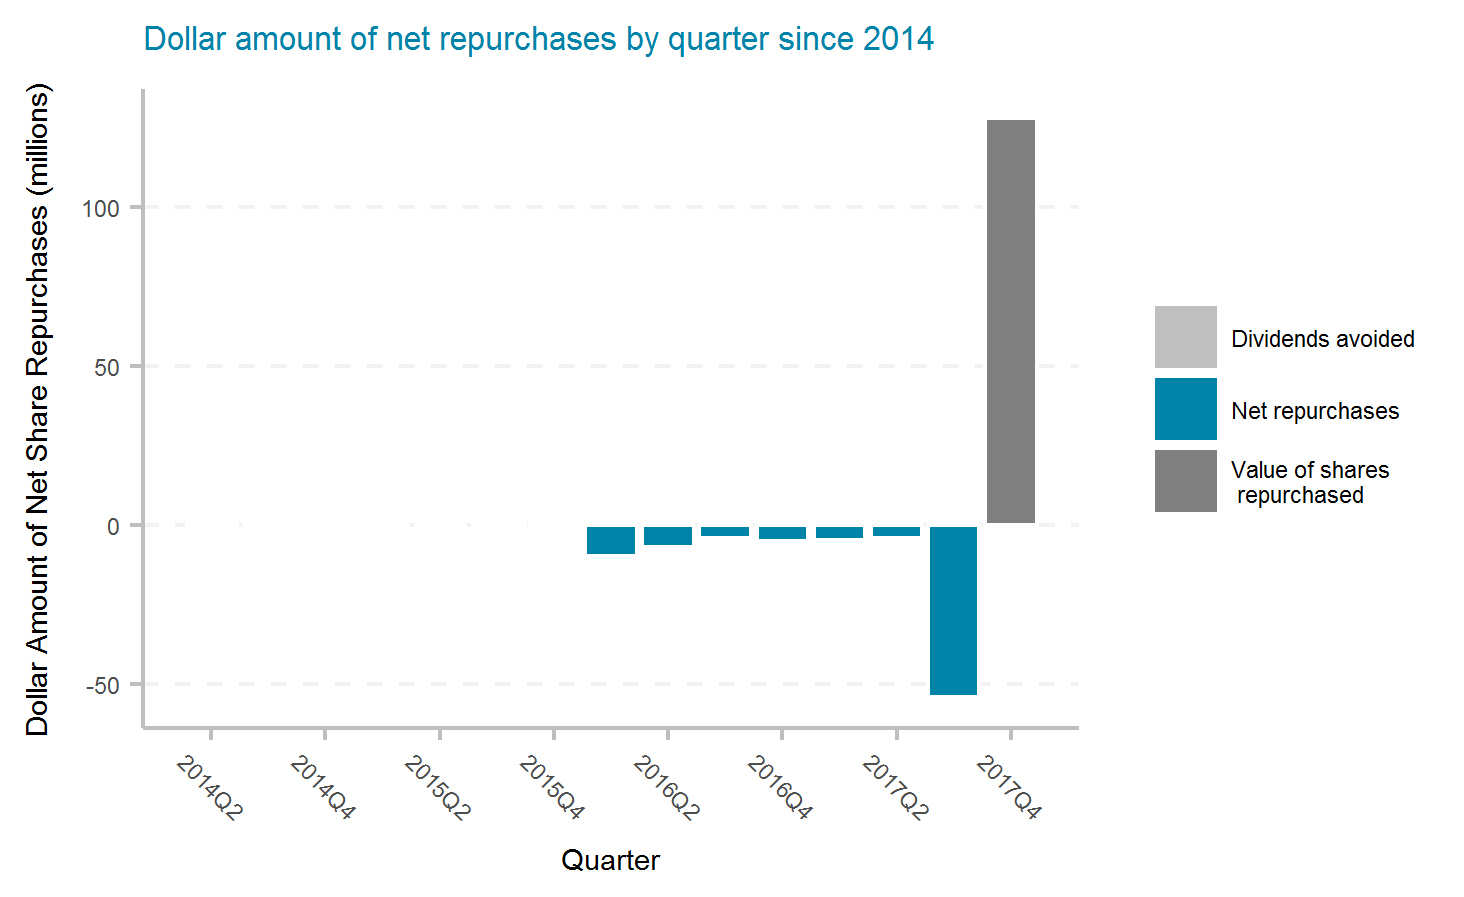 Dollar amount of net repurchases by quarter since 2014
Dollar Amount of Net Share Repurchases (millions)
100
50
0
-50
2014Q2
2014Q4
2015Q2
2015Q4
2016Q2
2016Q4
2017Q2
2017Q4
Quarter
Dividends avoided
Net repurchases
Value of shares
repurchased